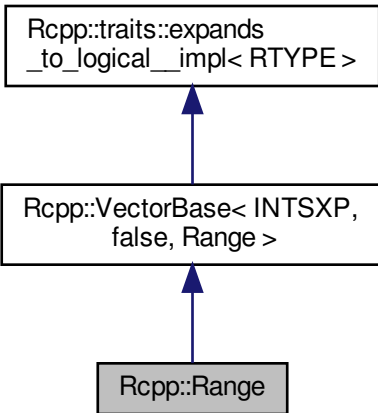 Rcpp::traits::expands
_to_logical__impl< RTYPE >
Rcpp::VectorBase< INTSXP,
false, Range >
Rcpp::Range